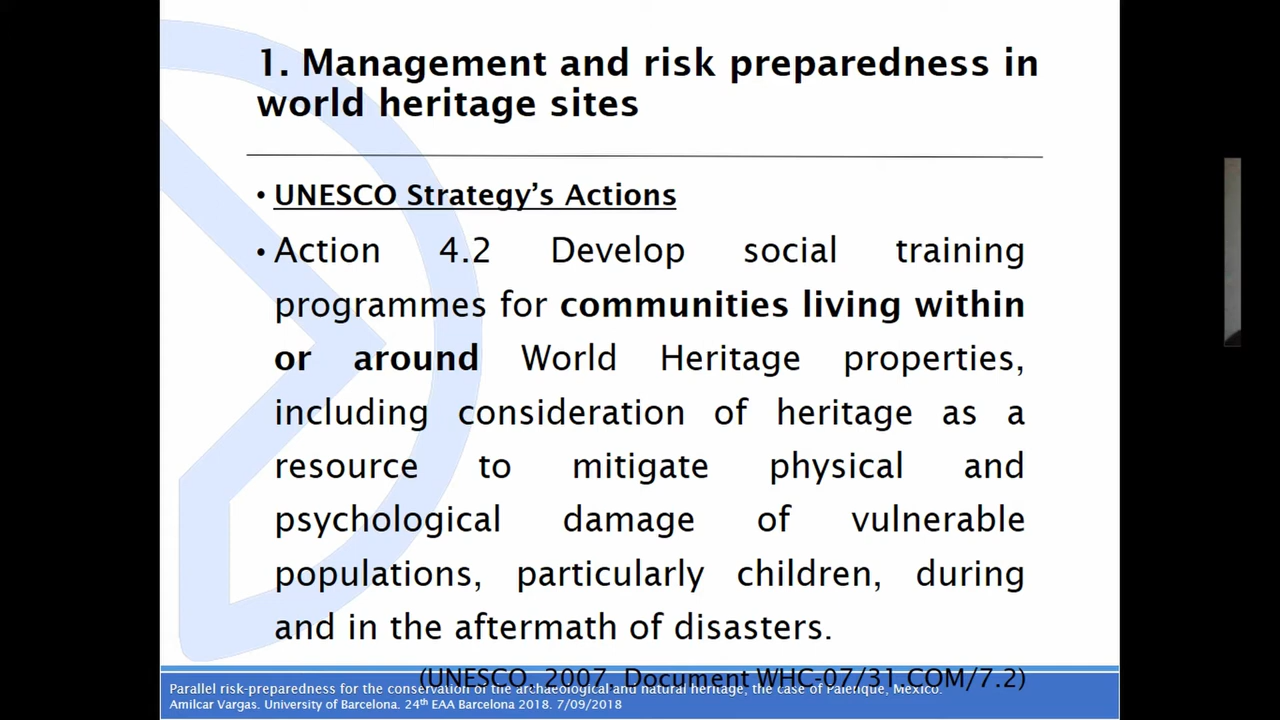 1. Management and risk preparedness in
world heritage sites
• UNESCO Strategy’s Actions
• Action 4.2 Develop social training
programmes for communities living within
or around World Heritage properties,
including consideration of heritage as a
resource to mitigate physical and
psychological damage of vulnerable
populations, particularly children, during
and in the aftermath of disasters.
(UNESCO, 2007, Document WHC-07/31.COM/7.2)
Parallel risk-preparedness for the conservation of the archaeological and natural heritage, the case of Palenque, Mexico.
Amilcar Vargas. University of Barcelona. 24th EAA Barcelona 2018. 7/09/2018